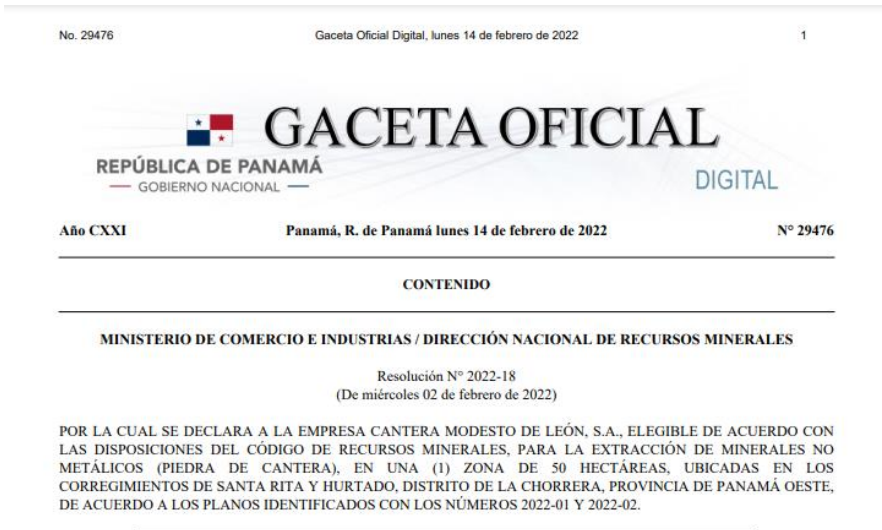 No. 29476 Gaceta Oficial Digital, lunes 14 de febrero de 2022 1
GACETA OFICIAL
REPÚBLICA DE PANAMÁ
GOBIERNO NACIONAL
DIGITAL
Año CXXI Panamá, R. de Panamá lunes 14 de febrero de 2022 N° 29476
CONTENIDO
MINISTERIO DE COMERCIO E INDUSTRIAS / DIRECCIÓN NACIONAL DE RECURSOS MINERALES
Resolución N° 2022-18
(De miércoles 02 de febrero de 2022)
POR LA CUAL SE DECLARA A LA EMPRESA CANTERA MODESTO DE LEÓN, S.A., ELEGIBLE DE ACUERDO CON
LAS DISPOSICIONES DEL CÓDIGO DE RECURSOS MINERALES, PARA LA EXTRACCIÓN DE MINERALES NO
METÁLICOS (PIEDRA DE CANTERA), EN UNA (1) ZONA DE 50 HECTÁREAS, UBICADAS EN LOS
CORREGIMIENTOS DE SANTA RITA Y HURTADO, DISTRITO DE LA CHORRERA, PROVINCIA DE PANAMÁ OESTE,
DE ACUERDO A LOS PLANOS IDENTIFICADOS CON LOS NÚMEROS 2022-01 Y 2022-02.